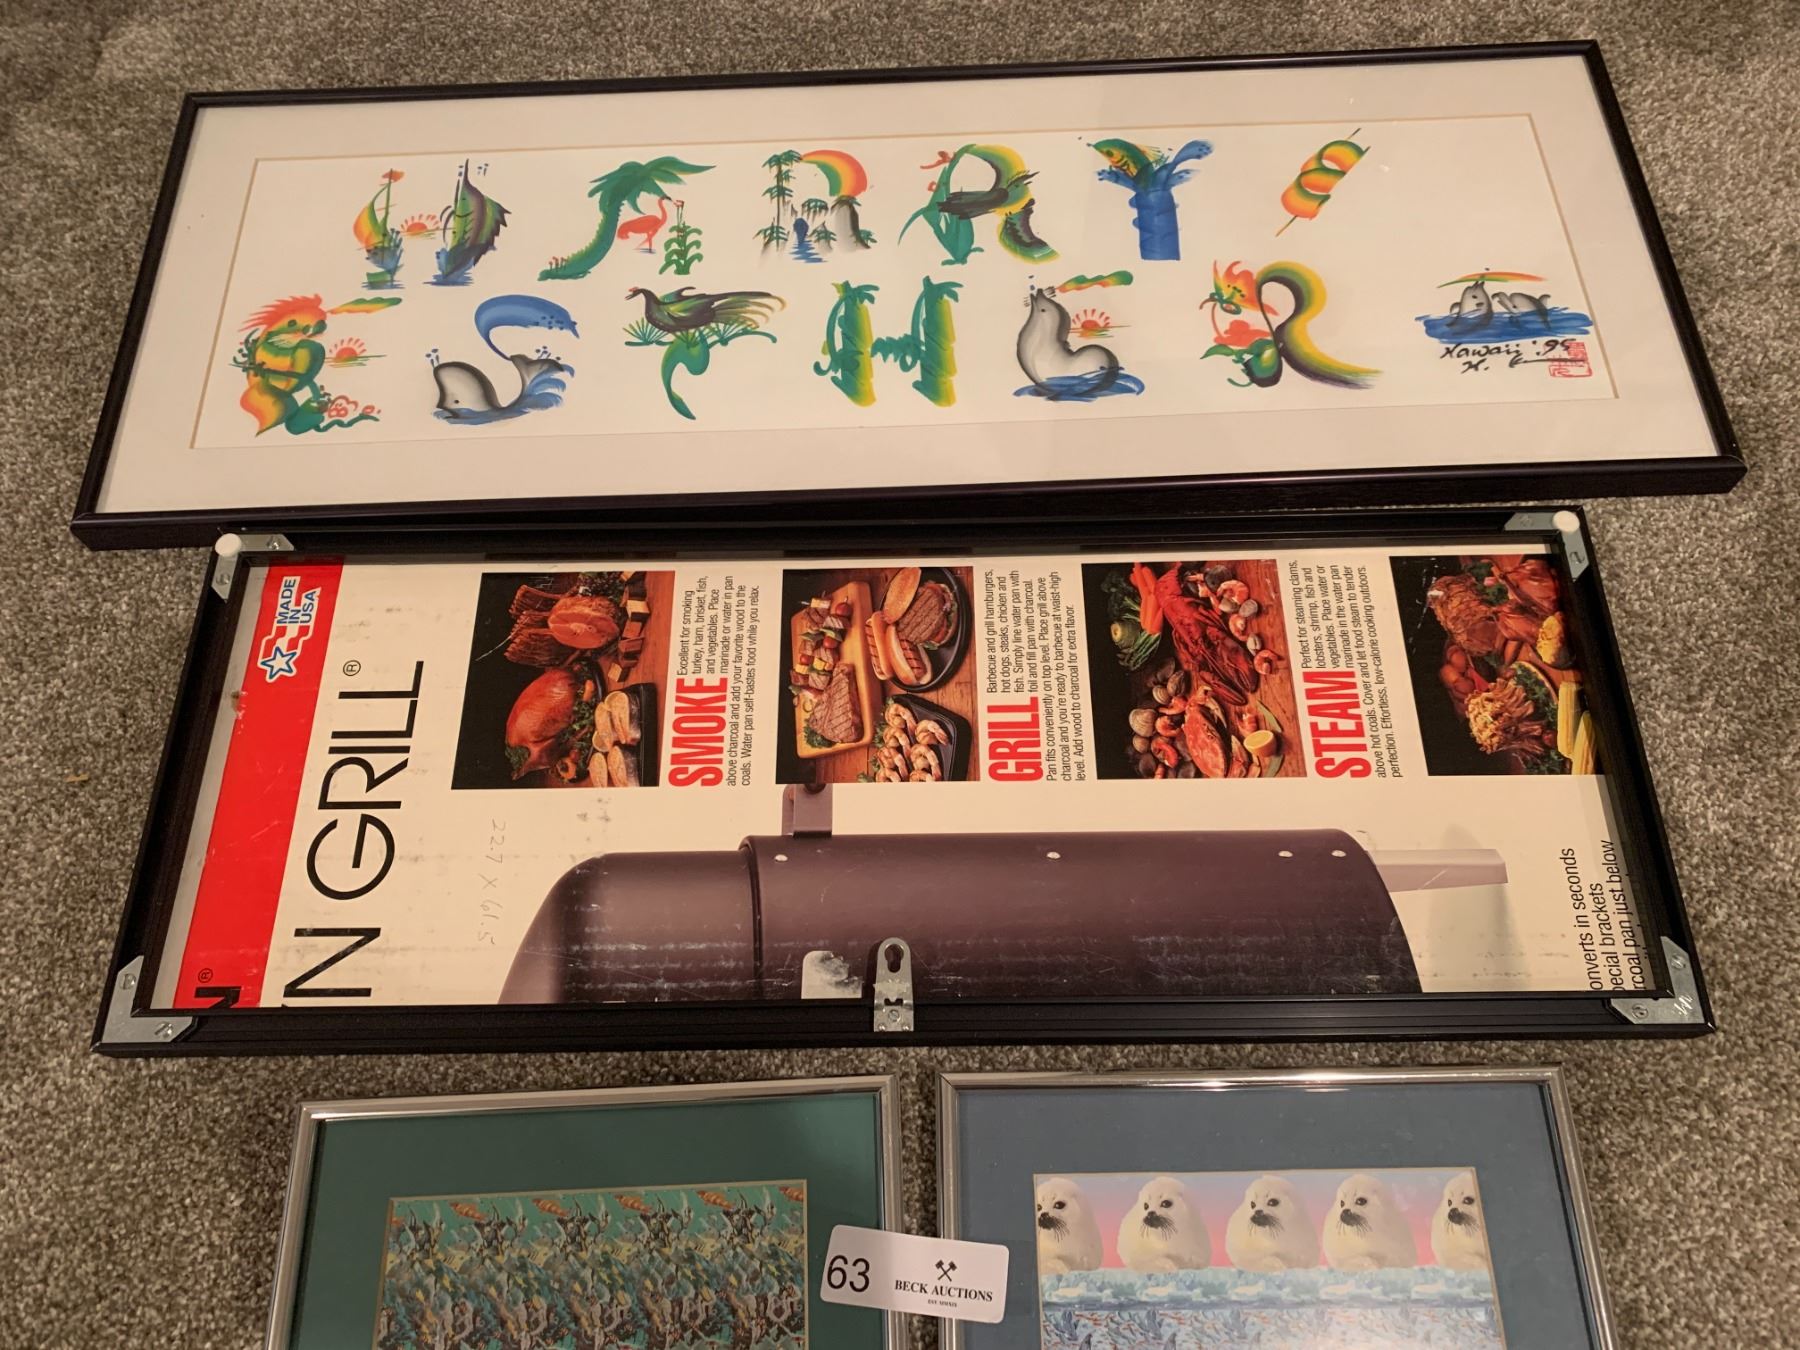 HARRY
ESTHER
Hawaii '95
MADE
IN
USA
N GRILL®
®
SMOKE Excellent for smoking
turkey, ham, brisket, fish,
and vegetables. Place
marinade or water in pan
above charcoal and add your favorite wood to the
coals. Water pan self-bastes food while you relax.
GRILL Barbecue and grill hamburgers,
hot dogs, steaks, chicken and
fish. Simply line water pan with
foil and fill pan with charcoal.
Pan fits conveniently on top level. Place grill above
charcoal and you're ready to barbecue at waist-high
level. Add wood to charcoal for extra flavor.
STEAM Perfect for steaming clams,
lobsters, shrimp, fish and
vegetables. Place water or
marinade in the water pan
above hot coals. Cover and let food steam to tender
perfection. Effortless, low-calorie cooking outdoors.
22.7 x 61.5
onverts in seconds
pecial brackets
rcoal pan just below
63
BECK AUCTIONS